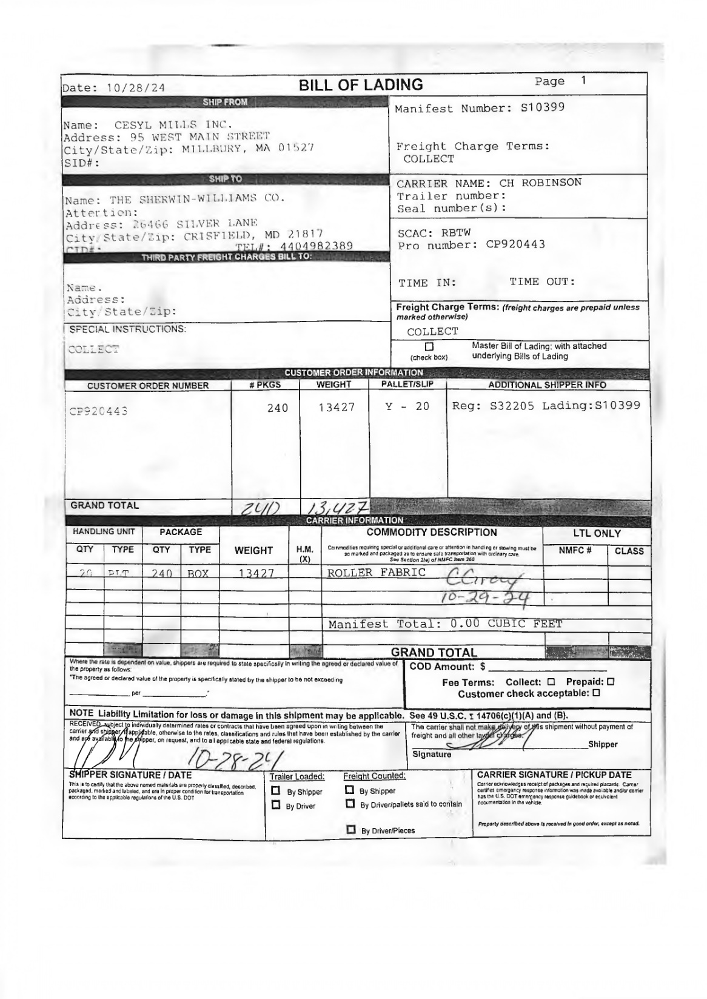 Date: 10/28/24
BILL OF LADING
Page 1
SHIP FROM
Name: CESYL MILLS INC.
Address: 95 WEST MAIN STREET
City/State/Zip: MILLBURY, MA 01527
SID#:
Manifest Number: S10399
Freight Charge Terms:
COLLECT
SHIP TO
Name: THE SHERWIN-WILLIAMS CO.
Attention:
Address: 26466 SILVER LANE
City/State/Zip: CRISFIELD, MD 21817
CID#: TEL#: 4404982389
CARRIER NAME: CH ROBINSON
Trailer number:
Seal number(s):
SCAC: RBTW
Pro number: CP920443
THIRD PARTY FREIGHT CHARGES BILL TO:
Name.
Address:
City/State/Zip:
TIME IN: TIME OUT:
Freight Charge Terms: (freight charges are prepaid unless
marked otherwise)
COLLECT
SPECIAL INSTRUCTIONS:
COLLECT
(check box)
Master Bill of Lading: with attached
underlying Bills of Lading
CUSTOMER ORDER INFORMATION
CUSTOMER ORDER NUMBER # PKGS WEIGHT PALLET/SLIP ADDITIONAL SHIPPER INFO
CP920443 240 13427 Y - 20 Reg: S32205 Lading:S10399
GRAND TOTAL 240 13,427
CARRIER INFORMATION
HANDLING UNIT PACKAGE COMMODITY DESCRIPTION LTL ONLY
QTY TYPE QTY TYPE WEIGHT H.M. (X)
Commodities requiring special or additional care or attention in handling or stowing must be
so marked and packaged as to ensure safe transportation with ordinary care.
See Section 2(e) of NMFC Item 360
NMFC # CLASS
20 PLT 240 BOX 13427 ROLLER FABRIC
CGray
10-29-24
Manifest Total: 0.00 CUBIC FEET
GRAND TOTAL
Where the rate is dependent on value, shippers are required to state specifically in writing the agreed or declared value of
the property as follows:
"The agreed or declared value of the property is specifically stated by the shipper to be not exceeding
per ."
COD Amount: $
Fee Terms: Collect: Prepaid:
Customer check acceptable:
NOTE Liability Limitation for loss or damage in this shipment may be applicable. See 49 U.S.C. 14706(c)(1)(A) and (B).
RECEIVED, subject to individually determined rates or contracts that have been agreed upon in writing between the
carrier and shipper, if applicable, otherwise to the rates, classifications and rules that have been established by the carrier
and are available to the shipper, on request, and to all applicable state and federal regulations.
10-28-24
The carrier shall not make delivery of this shipment without payment of
freight and all other lawful charges.
Shipper
Signature
SHIPPER SIGNATURE / DATE
This is to certify that the above named materials are properly classified, described,
packaged, marked and labeled, and are in proper condition for transportation
according to the applicable regulations of the U.S. DOT
Trailer Loaded:
By Shipper
By Driver
Freight Counted:
By Shipper
By Driver/pallets said to contain
By Driver/Pieces
CARRIER SIGNATURE / PICKUP DATE
Carrier acknowledges receipt of packages and required placards. Carrier
certifies emergency response information was made available and/or carrier
has the U.S. DOT emergency response guidebook or equivalent
documentation in the vehicle.
Property described above is received in good order, except as noted.